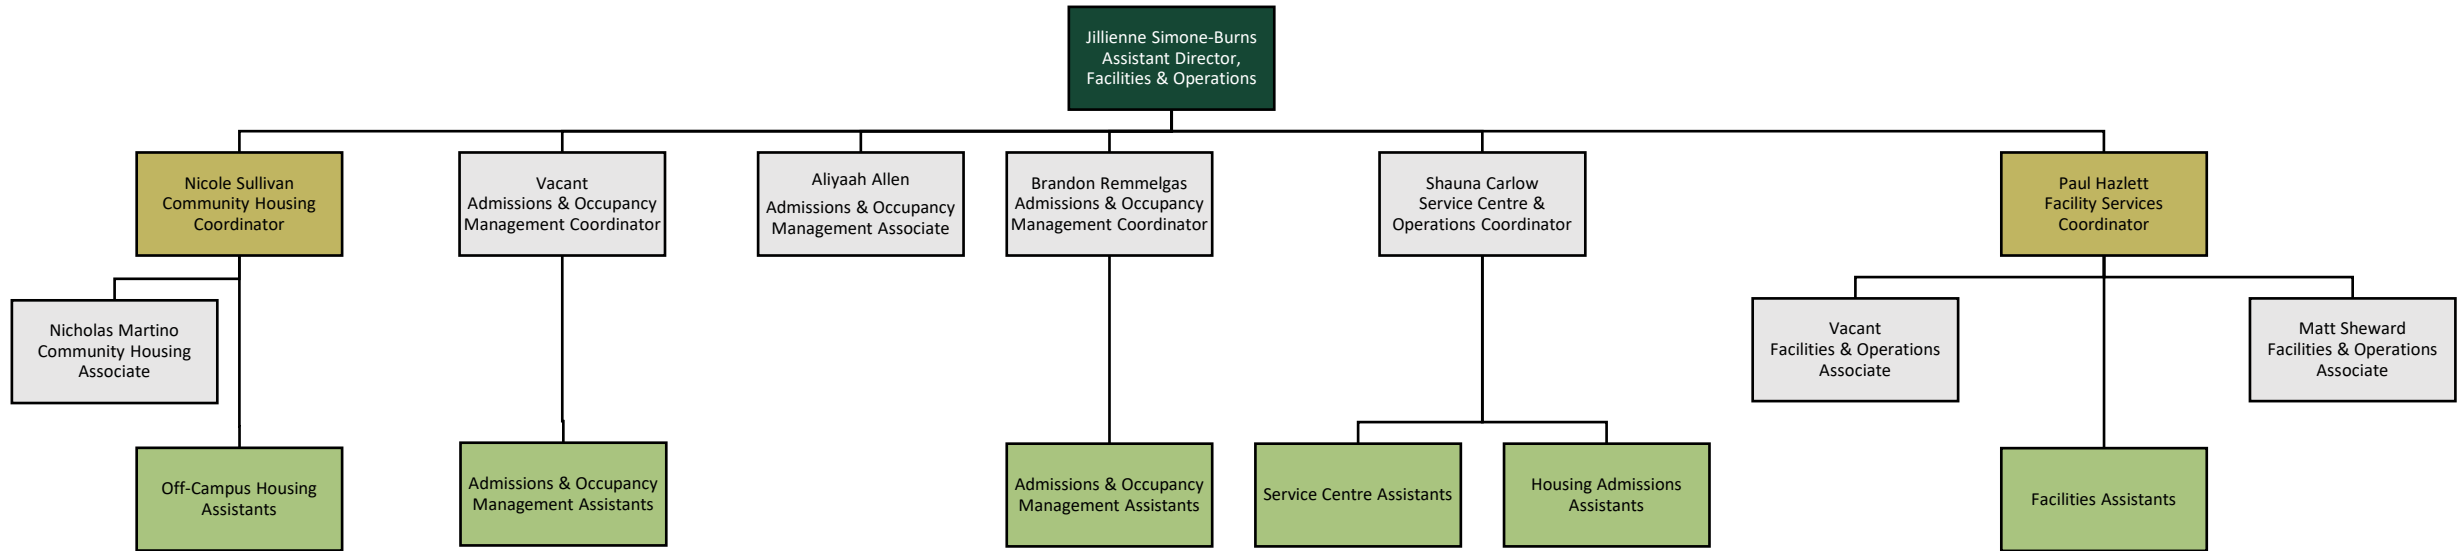 Jillienne Simone-Burns
Assistant Director,
Facilities & Operations
Nicole Sullivan
Community Housing
Coordinator
Vacant
Admissions & Occupancy
Management Coordinator
Aliyaah Allen
Admissions & Occupancy
Management Associate
Brandon Remmelgas
Admissions & Occupancy
Management Coordinator
Shauna Carlow
Service Centre &
Operations Coordinator
Paul Hazlett
Facility Services
Coordinator
Nicholas Martino
Community Housing
Associate
Vacant
Facilities & Operations
Associate
Matt Sheward
Facilities & Operations
Associate
Off-Campus Housing
Assistants
Admissions & Occupancy
Management Assistants
Admissions & Occupancy
Management Assistants
Service Centre Assistants
Housing Admissions
Assistants
Facilities Assistants